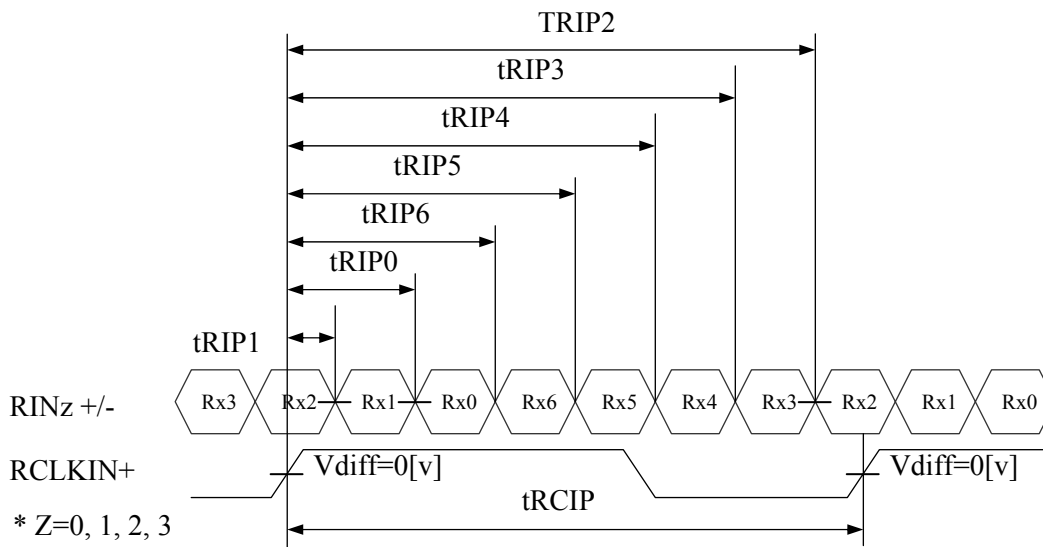 TRIP2
tRIP3
tRIP4
tRIP5
tRIP6
tRIP0
tRIP1
RINz +/- Rx3 Rx2 Rx1 Rx0 Rx6 Rx5 Rx4 Rx3 Rx2 Rx1 Rx0
RCLKIN+ Vdiff=0[v] Vdiff=0[v]
tRCIP
* Z=0, 1, 2, 3